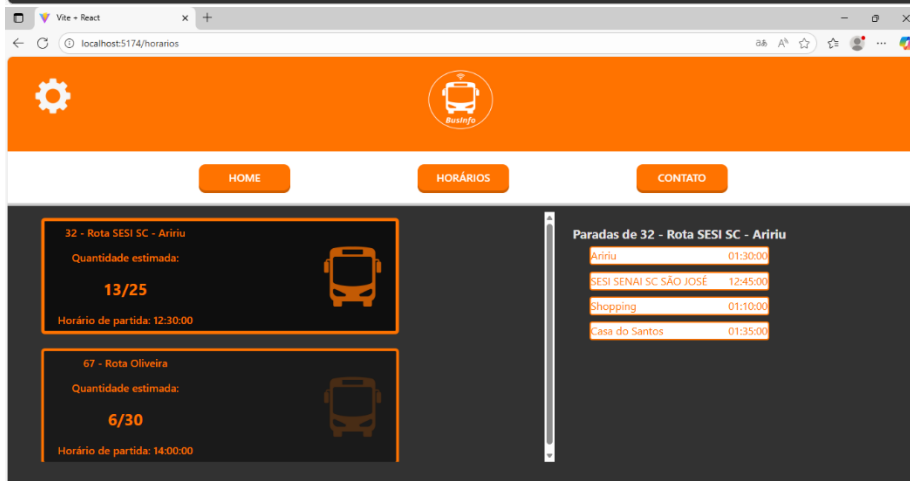 Vite + React
localhost:5174/horarios
BusInfo
HOME
HORÁRIOS
CONTATO
32 - Rota SESI SC - Aririu
Quantidade estimada:
13/25
Horário de partida: 12:30:00
67 - Rota Oliveira
Quantidade estimada:
6/30
Horário de partida: 14:00:00
Paradas de 32 - Rota SESI SC - Aririu
Aririu 01:30:00
SESI SENAI SC SÃO JOSÉ 12:45:00
Shopping 01:10:00
Casa do Santos 01:35:00